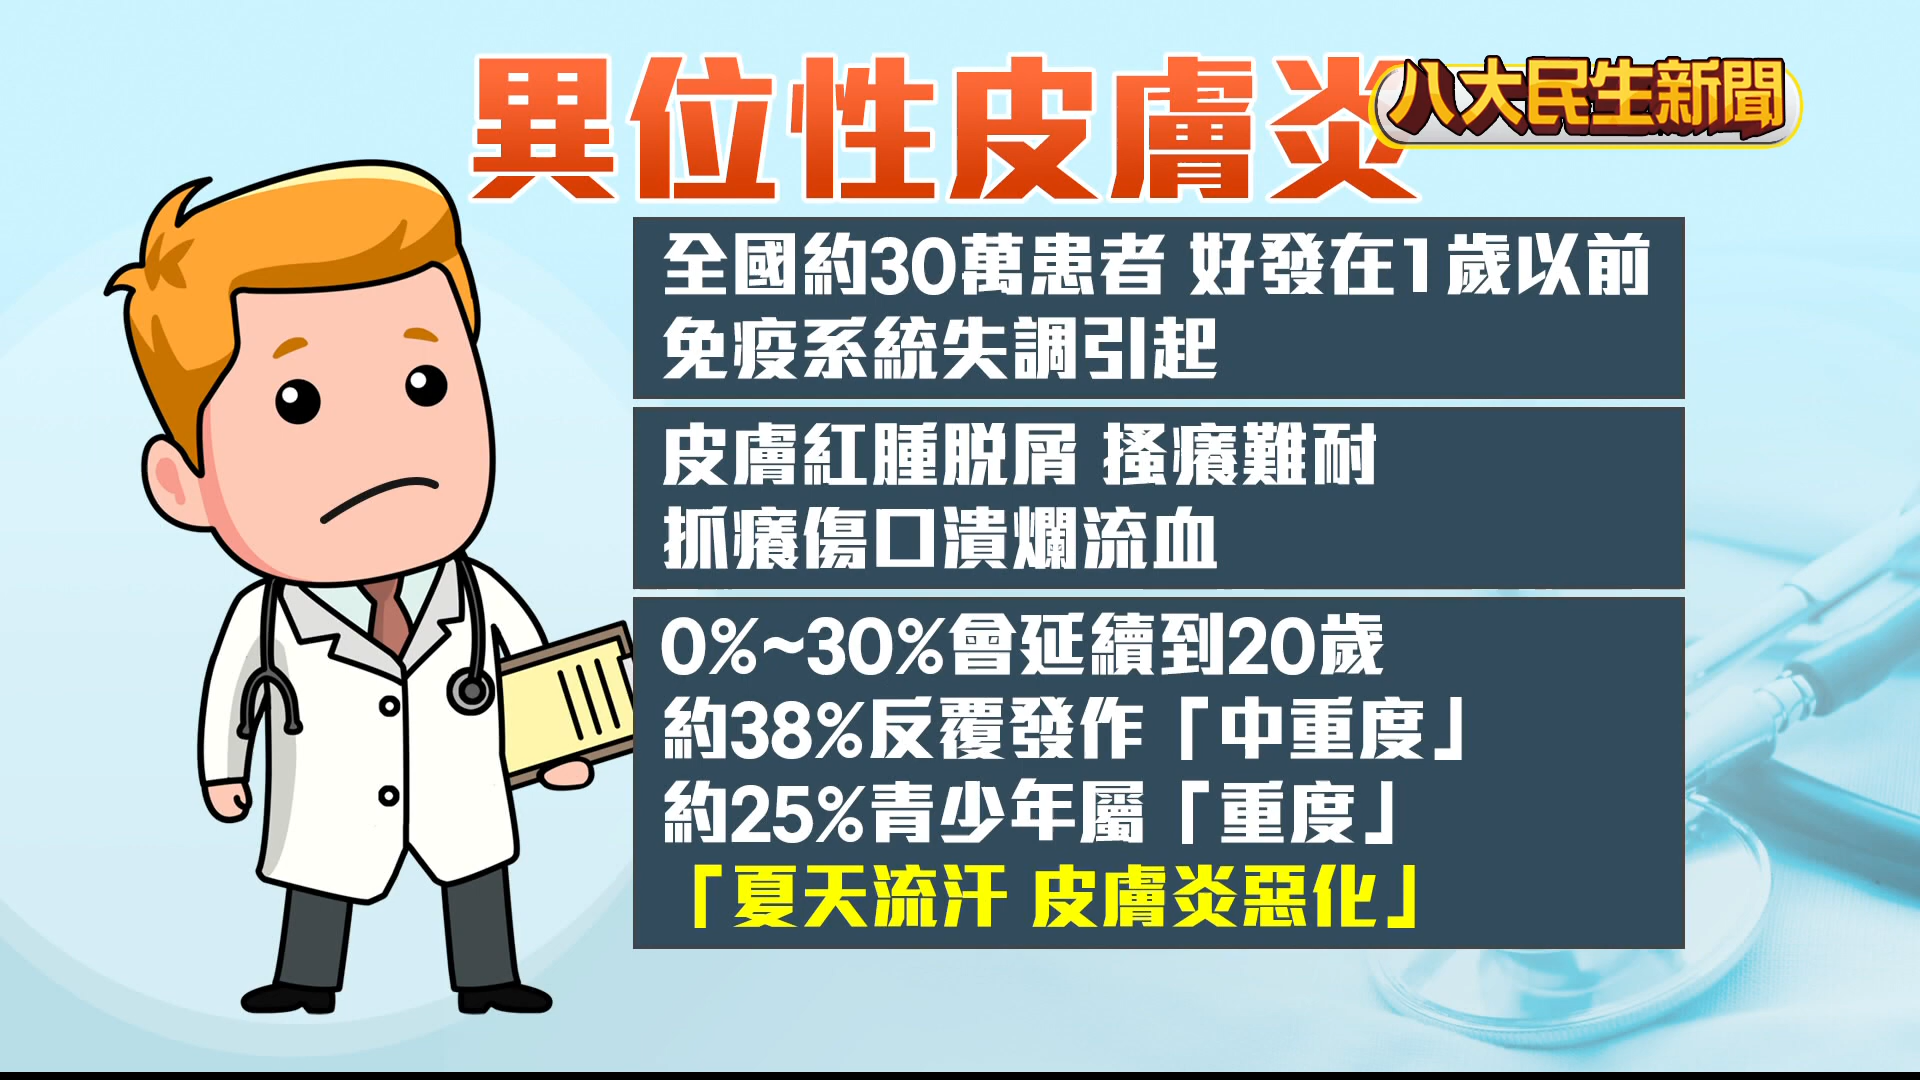 異位性皮膚炎
八大民生新聞
全國約30萬患者 好發在1歲以前
免疫系統失調引起
皮膚紅腫脫屑 搔癢難耐
抓癢傷口潰爛流血
0%~30%會延續到20歲
約38%反覆發作「中重度」
約25%青少年屬「重度」
「夏天流汗 皮膚炎惡化」